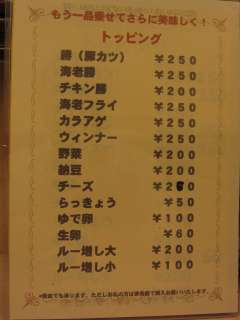 もう一品乗せてさらに美味しく！
トッピング
勝（豚カツ） ￥250
海老勝 ￥250
チキン勝 ￥200
海老フライ ￥250
カラアゲ ￥250
ウィンナー ￥250
野菜 ￥200
納豆 ￥200
チーズ
らっきょう ￥50
ゆで卵 ￥100
生卵 ￥60
ルー増し大 ￥200
ルー増し小 ￥100